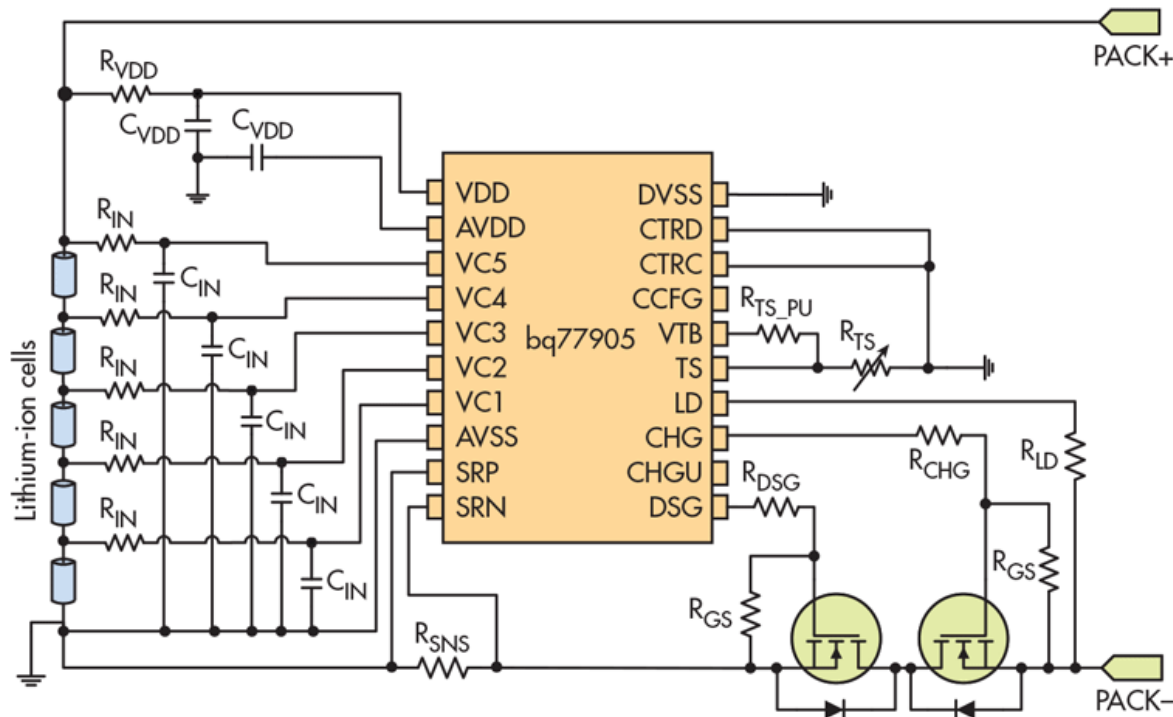 PACK+
RVDD
CVDD
CVDD
VDD
DVSS
RIN
AVDD
CTRD
VC5
CTRC
CIN
RIN
VC4
CCFG
RTS_PU
VC3
bq77905
VTB
RTS
CIN
RIN
VC2
TS
Lithium-ion cells
VC1
LD
CIN
RIN
AVSS
CHG
RCHG
RLD
SRP
CHGU
RDSG
CIN
RIN
SRN
DSG
CIN
RGS
RGS
RSNS
PACK–